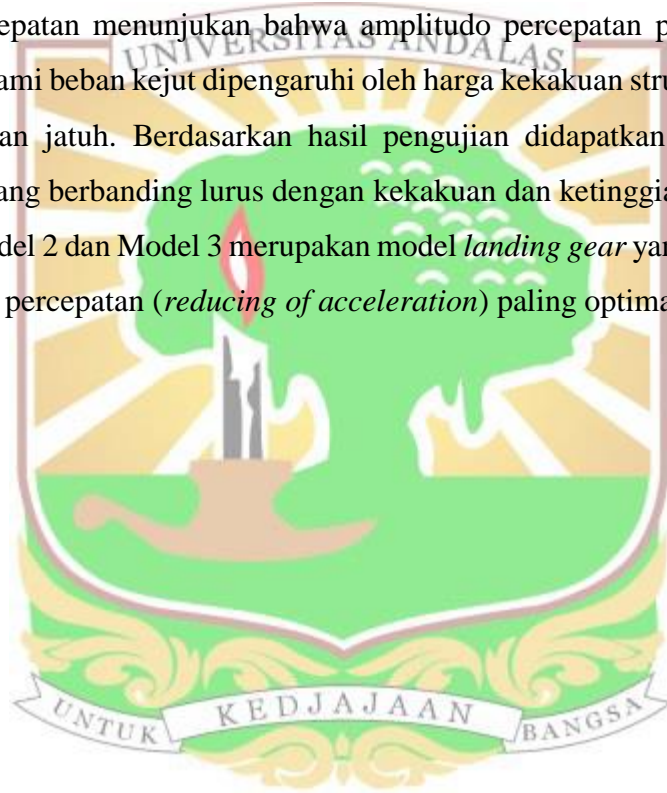 epatan menunjukan bahwa amplitudo percepatan p
UNIVERSITAS ANDALAS
ami beban kejut dipengaruhi oleh harga kekakuan stru
an jatuh. Berdasarkan hasil pengujian didapatkan
ang berbanding lurus dengan kekakuan dan ketinggia
del 2 dan Model 3 merupakan model landing gear yan
percepatan (reducing of acceleration) paling optima
UNTUK KEDJAJAAN BANGSA